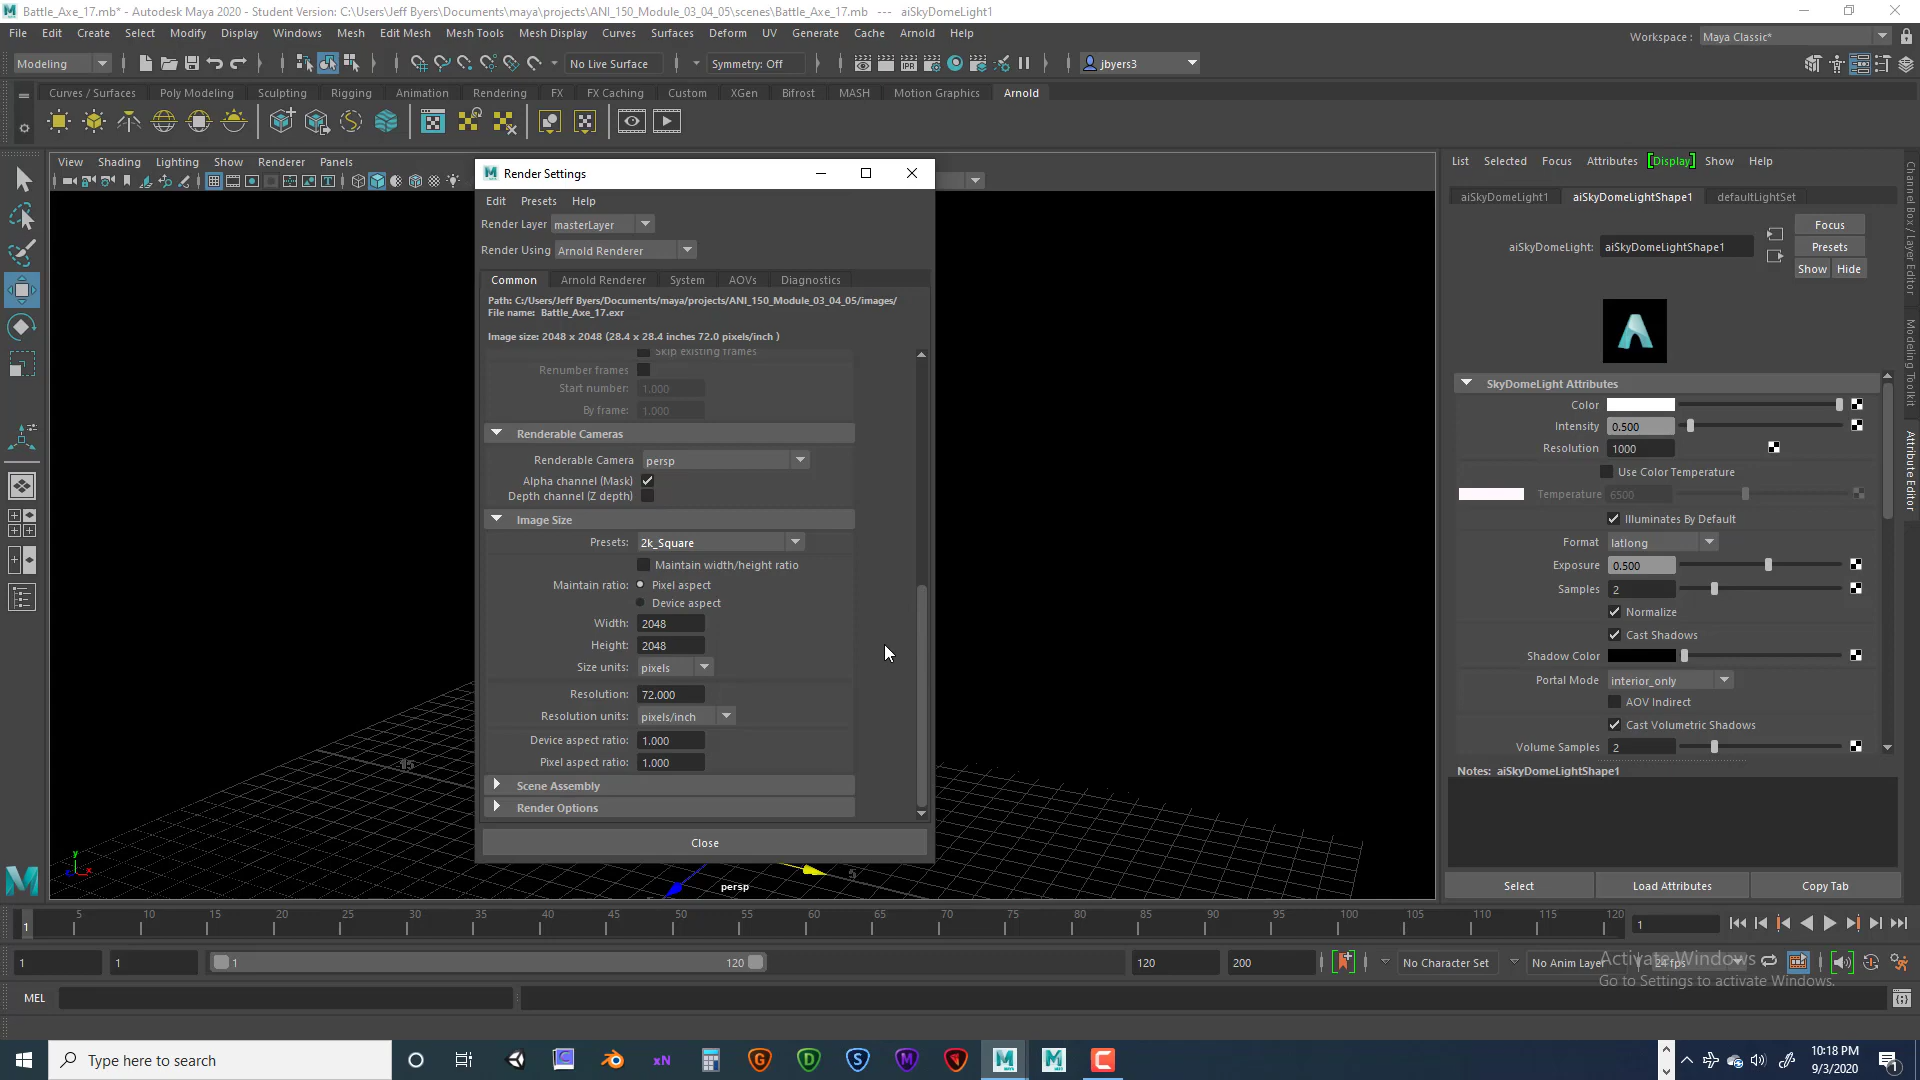 Battle_Axe_17.mb* - Autodesk Maya 2020 - Student Version: C:\Users\Jeff Byers\Documents\maya\projects\ANI_150_Module_03_04_05\scenes\Battle_Axe_17.mb --- aiSkyDomeLight1
File Edit Create Select Modify Display Windows Mesh Edit Mesh Mesh Tools Mesh Display Curves Surfaces Deform UV Generate Cache Arnold Help
Workspace : Maya Classic*
Modeling No Live Surface Symmetry: Off jbyers3
Curves / Surfaces Poly Modeling Sculpting Rigging Animation Rendering FX FX Caching Custom XGen Bifrost MASH Motion Graphics Arnold
View Shading Lighting Show Renderer Panels
Render Settings
Edit Presets Help
Render Layer masterLayer
Render Using Arnold Renderer
Common Arnold Renderer System AOVs Diagnostics
Path: C:/Users/Jeff Byers/Documents/maya/projects/ANI_150_Module_03_04_05/images/
File name: Battle_Axe_17.exr
Image size: 2048 x 2048 (28.4 x 28.4 inches 72.0 pixels/inch )
Skip existing frames
Renumber frames
Start number: 1.000
By frame: 1.000
Renderable Cameras
Renderable Camera persp
Alpha channel (Mask)
Depth channel (Z depth)
Image Size
Presets: 2k_Square
Maintain width/height ratio
Maintain ratio: Pixel aspect
Device aspect
Width: 2048
Height: 2048
Size units: pixels
Resolution: 72.000
Resolution units: pixels/inch
Device aspect ratio: 1.000
Pixel aspect ratio: 1.000
Scene Assembly
Render Options
Close
15
5
persp
y
x
List Selected Focus Attributes [Display] Show Help
aiSkyDomeLight1 aiSkyDomeLightShape1 defaultLightSet
aiSkyDomeLight: aiSkyDomeLightShape1
Focus
Presets
Show Hide
SkyDomeLight Attributes
Color
Intensity 0.500
Resolution 1000
Use Color Temperature
Temperature 6500
Illuminates By Default
Format latlong
Exposure 0.500
Samples 2
Normalize
Cast Shadows
Shadow Color
Portal Mode interior_only
AOV Indirect
Cast Volumetric Shadows
Volume Samples 2
Notes: aiSkyDomeLightShape1
Select Load Attributes Copy Tab
Channel Box / Layer Editor
Modeling Toolkit
Attribute Editor
1 5 10 15 20 25 30 35 40 45 50 55 60 65 70 75 80 85 90 95 100 105 110 115 120
1
1 1 1 120 120 200 No Character Set No Anim Layer 24 fps
Activate Windows
Go to Settings to activate Windows.
MEL
Type here to search
10:18 PM
9/3/2020